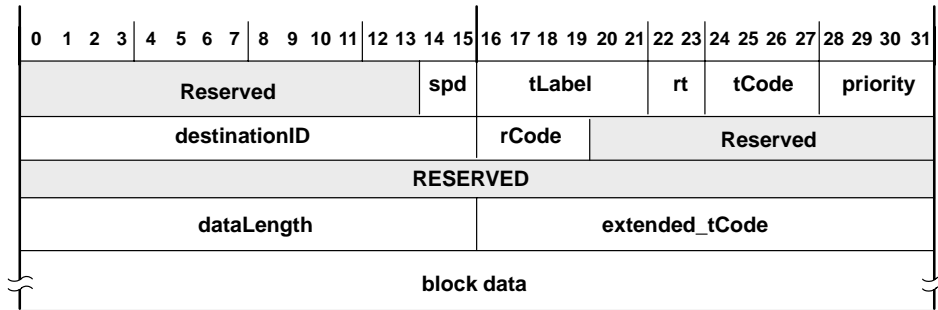 0 1 2 3 4 5 6 7 8 9 10 11 12 13 14 15 16 17 18 19 20 21 22 23 24 25 26 27 28 29 30 31
Reserved spd tLabel rt tCode priority
destinationID rCode Reserved
RESERVED
dataLength extended_tCode
block data